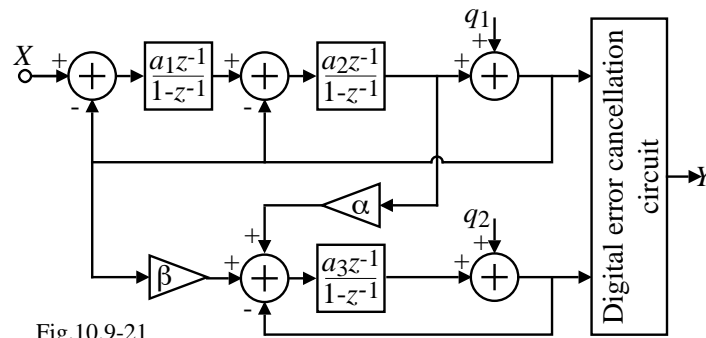 X
+
-
a1z-1
1-z-1
+
-
a2z-1
1-z-1
q1
+
+
α
β
+
+
-
a3z-1
1-z-1
q2
+
+
Digital error cancellation
circuit
Y
Fig.10.9-21